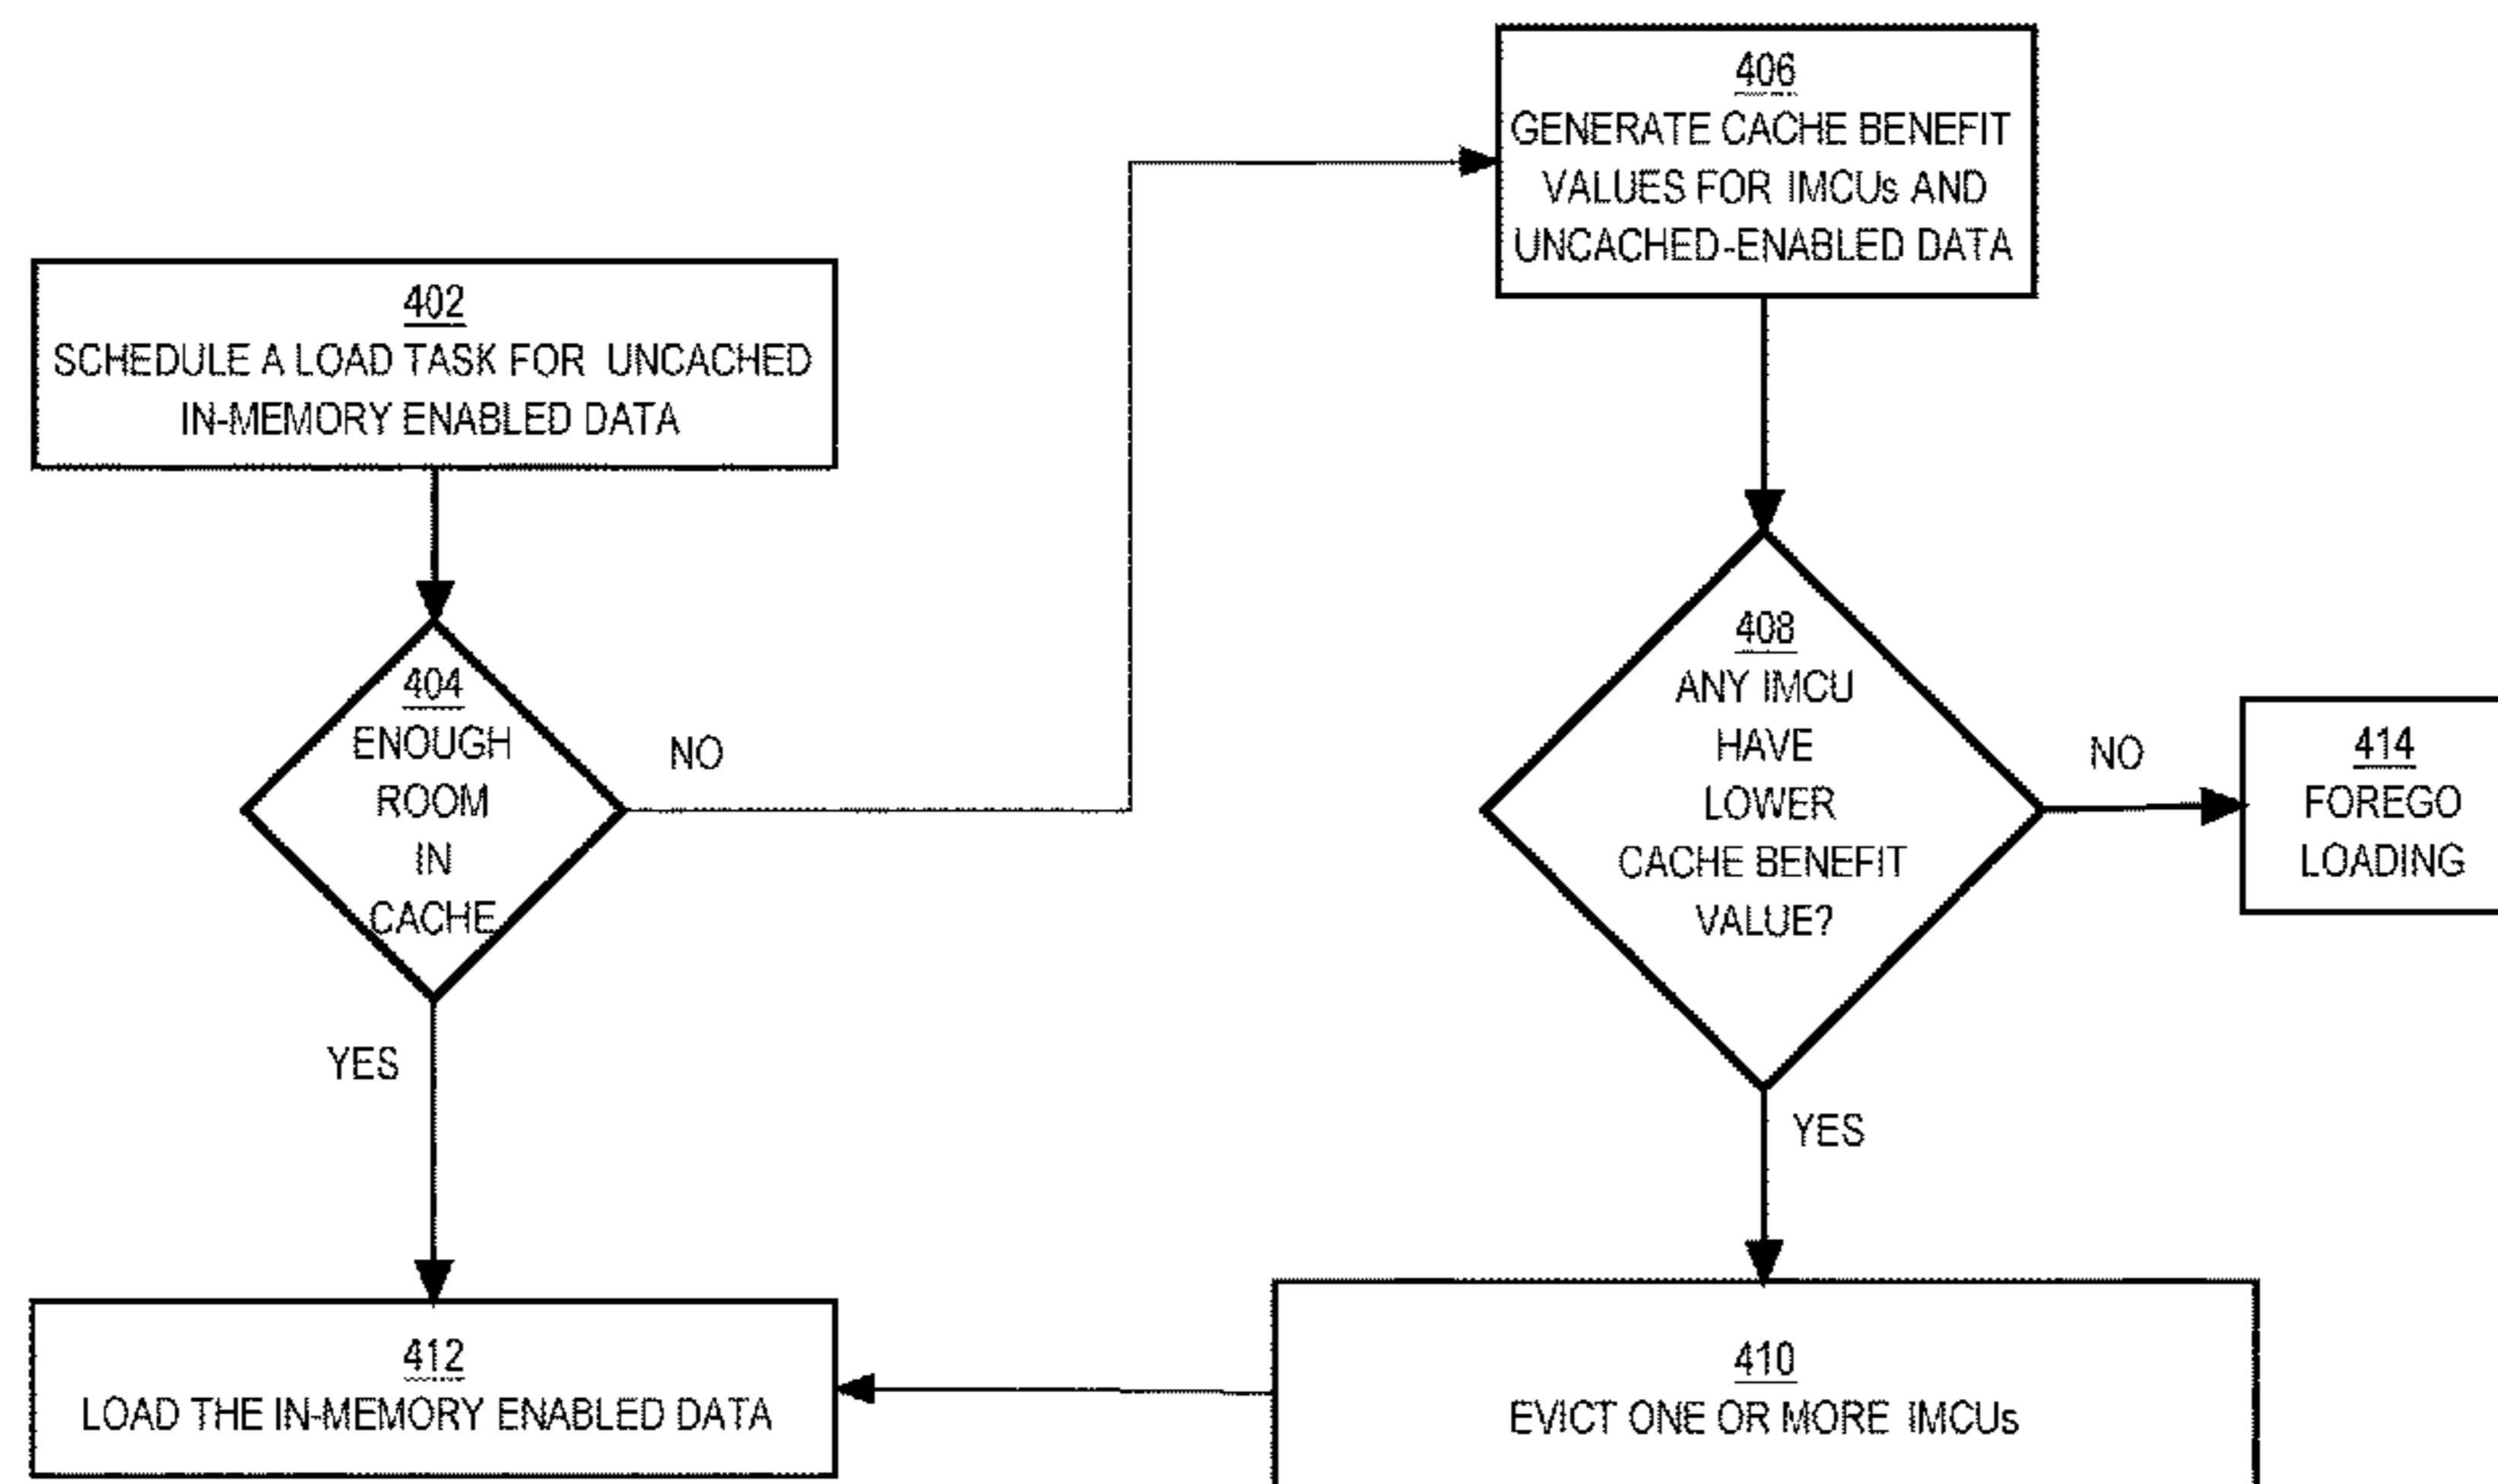 402
SCHEDULE A LOAD TASK FOR UNCACHED
IN-MEMORY ENABLED DATA
404
ENOUGH
ROOM
IN
CACHE
NO
YES
406
GENERATE CACHE BENEFIT
VALUES FOR IMCUs AND
UNCACHED-ENABLED DATA
408
ANY IMCU
HAVE
LOWER
CACHE BENEFIT
VALUE?
NO
414
FOREGO
LOADING
YES
410
EVICT ONE OR MORE IMCUs
412
LOAD THE IN-MEMORY ENABLED DATA